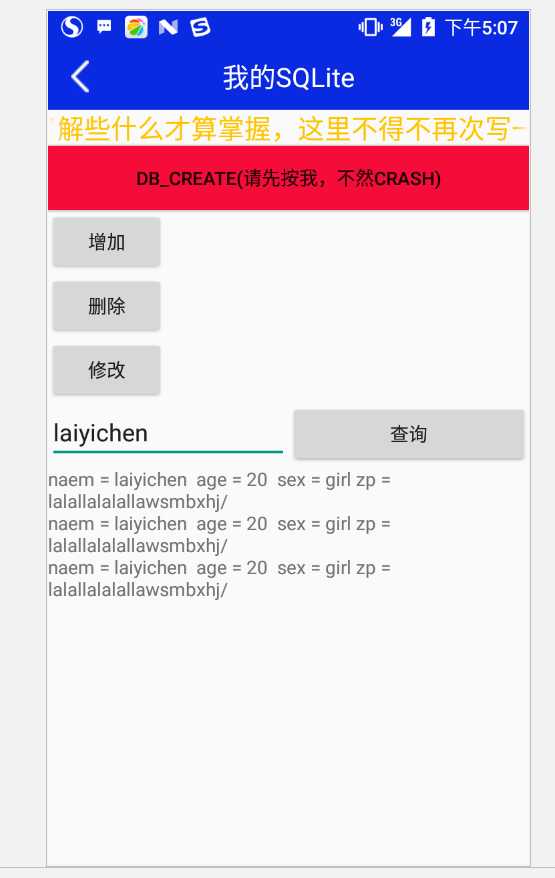 3G 下午5:07
我的SQLite
解些什么才算掌握，这里不得不再次写
DB_CREATE(请先按我，不然CRASH)
增加
删除
修改
laiyichen 查询
naem = laiyichen  age = 20  sex = girl zp =
lalallalalallawsmbxhj/
naem = laiyichen  age = 20  sex = girl zp =
lalallalalallawsmbxhj/
naem = laiyichen  age = 20  sex = girl zp =
lalallalalallawsmbxhj/